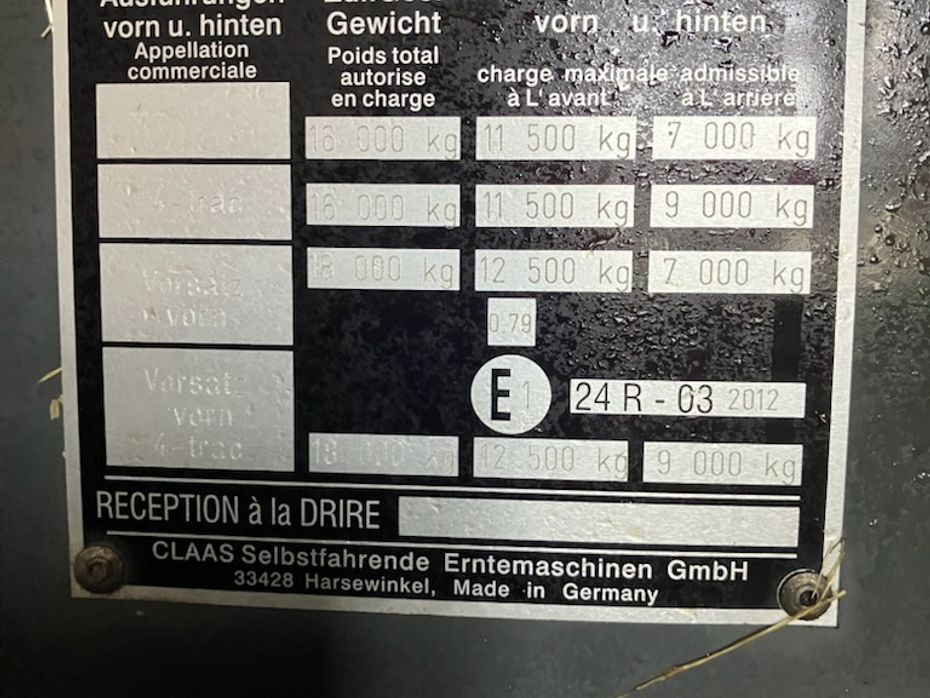 vorn u. hinten Gewicht vorn u. hinten
Appellation Poids total
commerciale autorise charge maximale admissible
en charge à L'avant à L'arriere
16 000 kg 11 500 kg 7 000 kg
4-trac 16 000 kg 11 500 kg 9 000 kg
Vorsatz 18 000 kg 12 500 kg 7 000 kg
vorn 0.79
Vorsatz E1 24 R - 03 2012
vorn
4-trac 18 000 kg 12 500 kg 9 000 kg
RECEPTION à la DRIRE
CLAAS Selbstfahrende Erntemaschinen GmbH
33428 Harsewinkel, Made in Germany